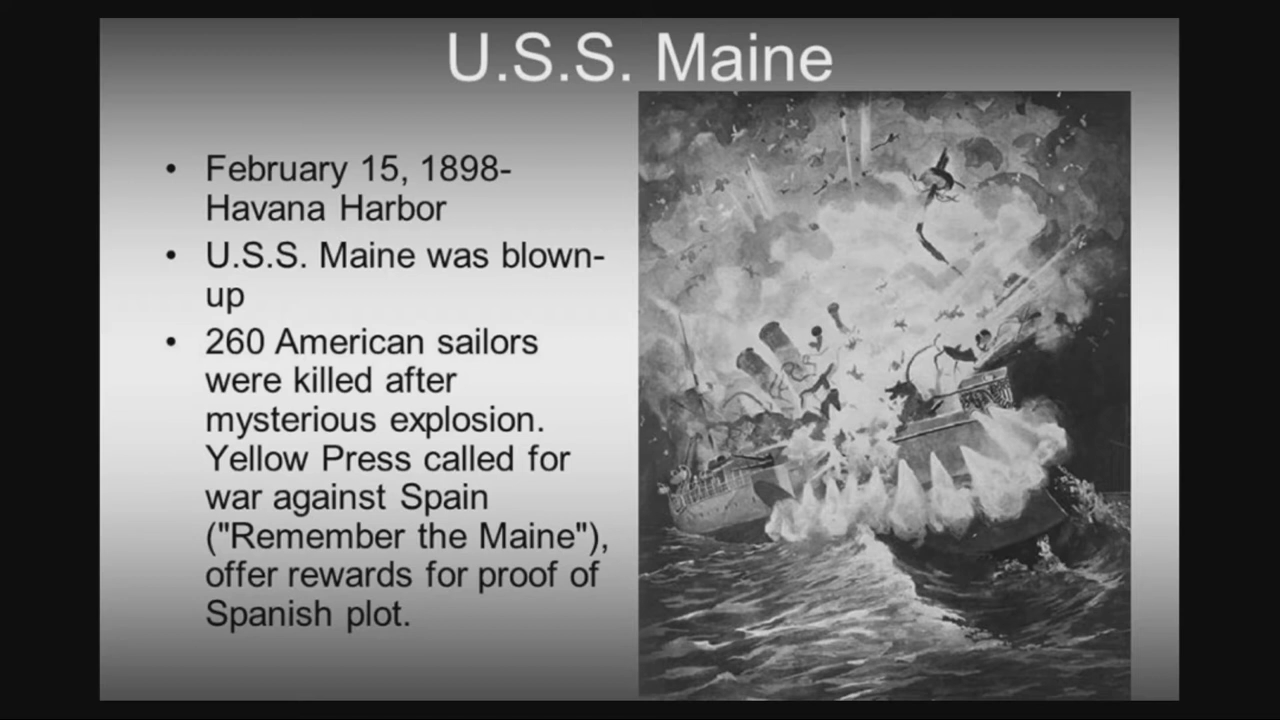 U.S.S. Maine
• February 15, 1898-
Havana Harbor
• U.S.S. Maine was blown-
up
• 260 American sailors
were killed after
mysterious explosion.
Yellow Press called for
war against Spain
("Remember the Maine"),
offer rewards for proof of
Spanish plot.